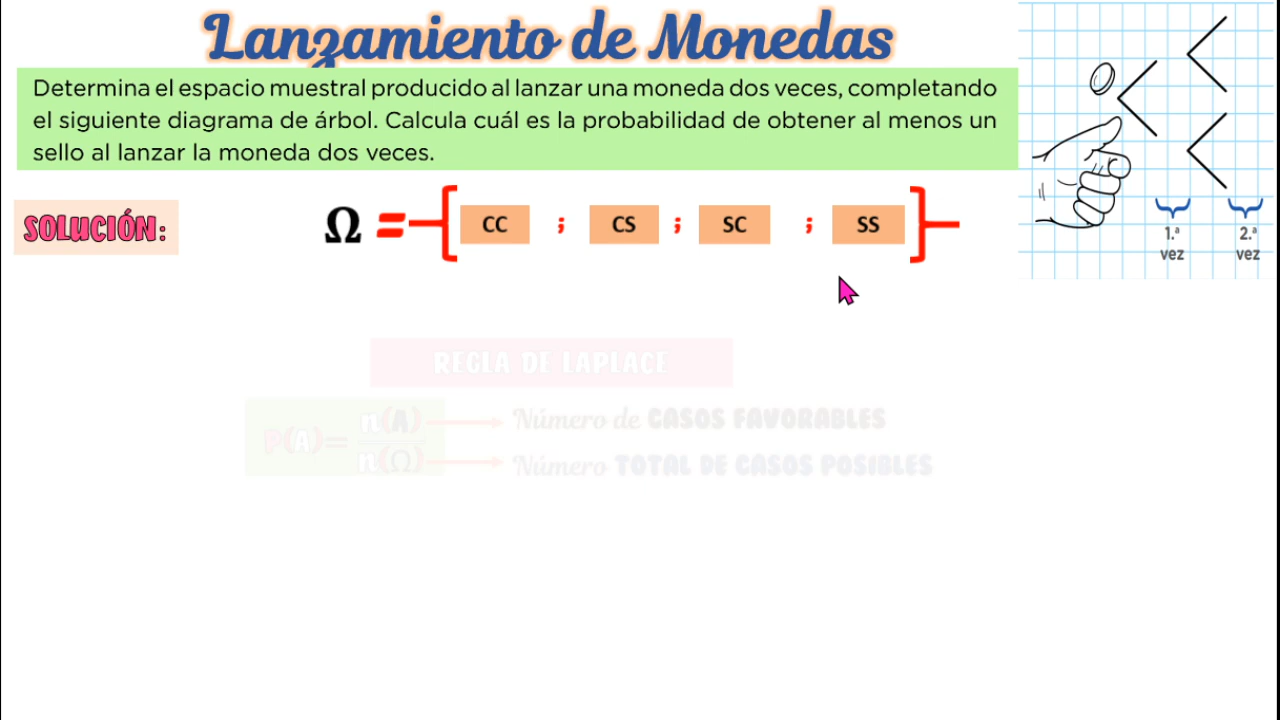 Lanzamiento de Monedas
Determina el espacio muestral producido al lanzar una moneda dos veces, completando
el siguiente diagrama de árbol. Calcula cuál es la probabilidad de obtener al menos un
sello al lanzar la moneda dos veces.
SOLUCIÓN:
Ω = { CC ; CS ; SC ; SS }
1.ª vez
2.ª vez
REGLA DE LAPLACE
P(A)= n(A) / n(Ω)
Número de CASOS FAVORABLES
Número TOTAL DE CASOS POSIBLES